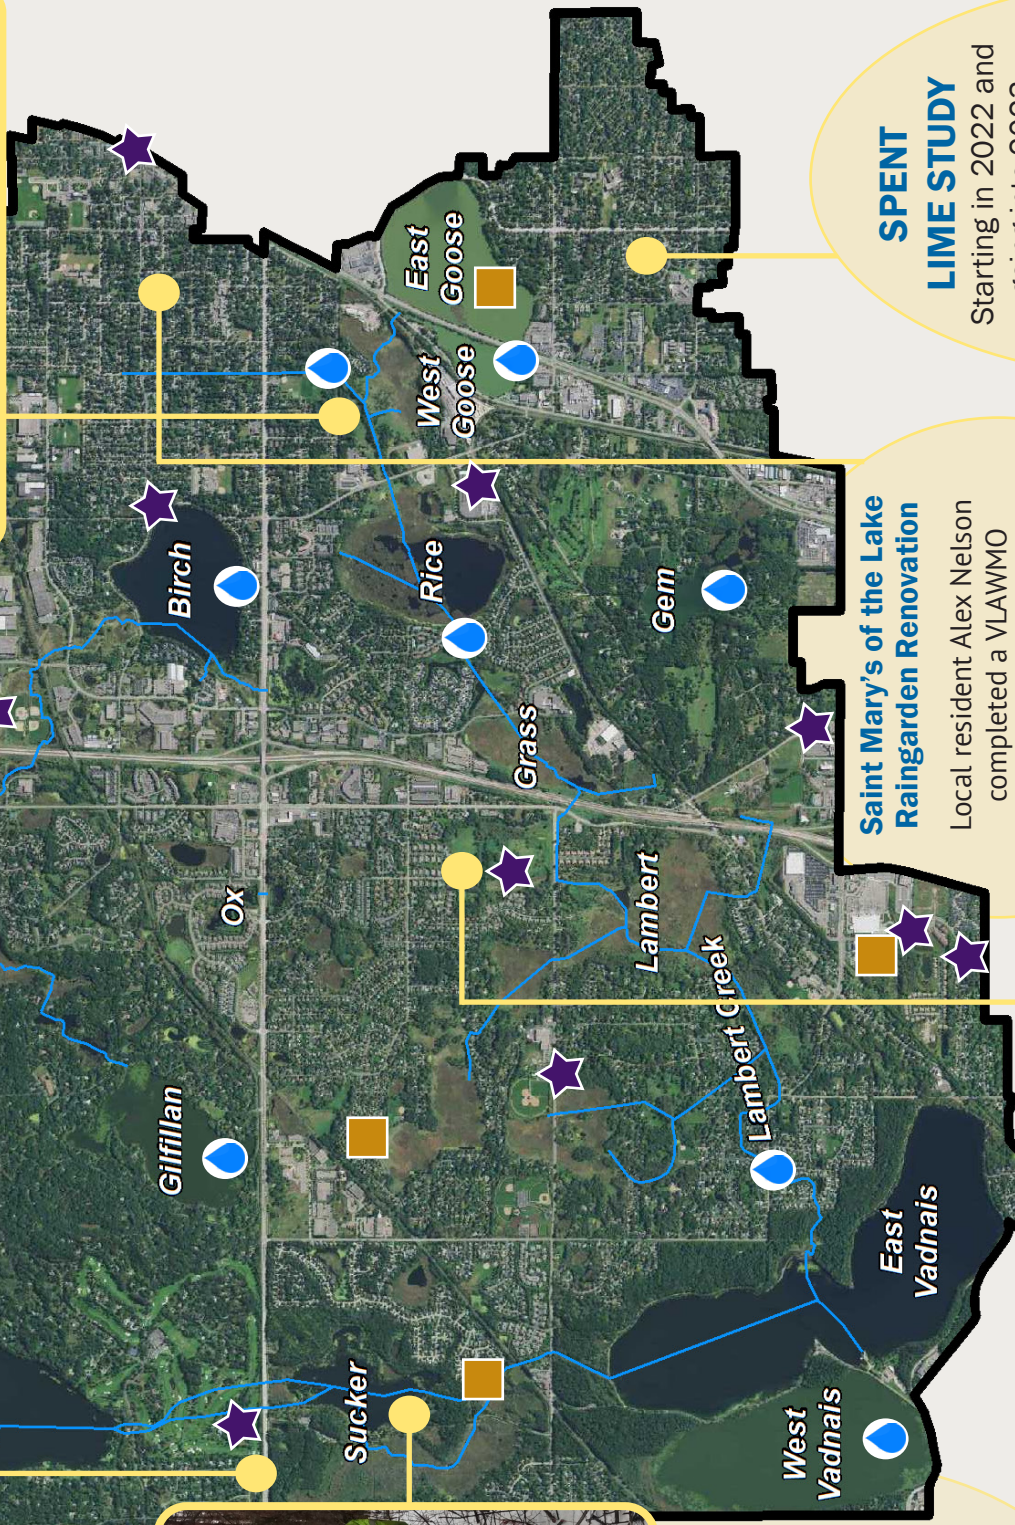 SPENT
LIME STUDY
Starting in 2022 and
Saint Mary's of the Lake
Raingarden Renovation
Local resident Alex Nelson
completed a VLAWMO
East
Goose
West
Goose
Birch
Rice
Gem
Grass
Ox
Lambert
Lambert Creek
Gilfillan
Sucker
East
Vadnais
West
Vadnais